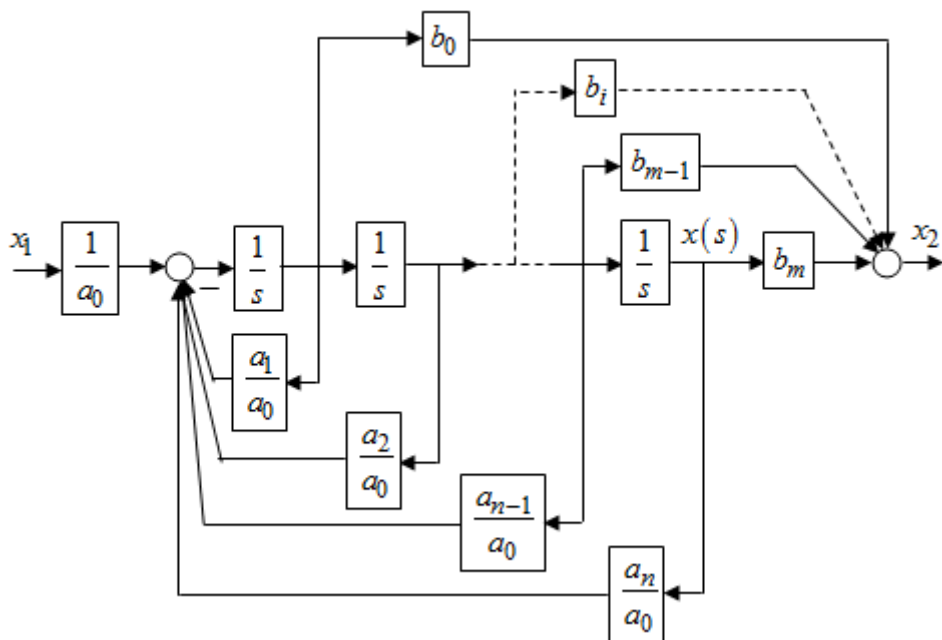 b₀
bᵢ
bₘ₋₁
x₁
1/a₀
−
1/s
1/s
1/s
x(s)
bₘ
x₂
a₁/a₀
a₂/a₀
aₙ₋₁/a₀
aₙ/a₀